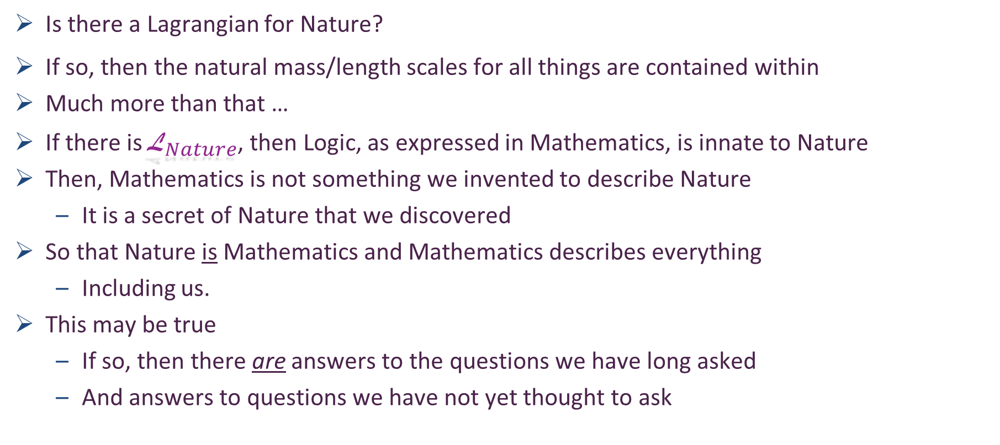 ➢ Is there a Lagrangian for Nature?
➢ If so, then the natural mass/length scales for all things are contained within
➢ Much more than that …
➢ If there is ℒ_Nature, then Logic, as expressed in Mathematics, is innate to Nature
➢ Then, Mathematics is not something we invented to describe Nature
– It is a secret of Nature that we discovered
➢ So that Nature is Mathematics and Mathematics describes everything
– Including us.
➢ This may be true
– If so, then there are answers to the questions we have long asked
– And answers to questions we have not yet thought to ask